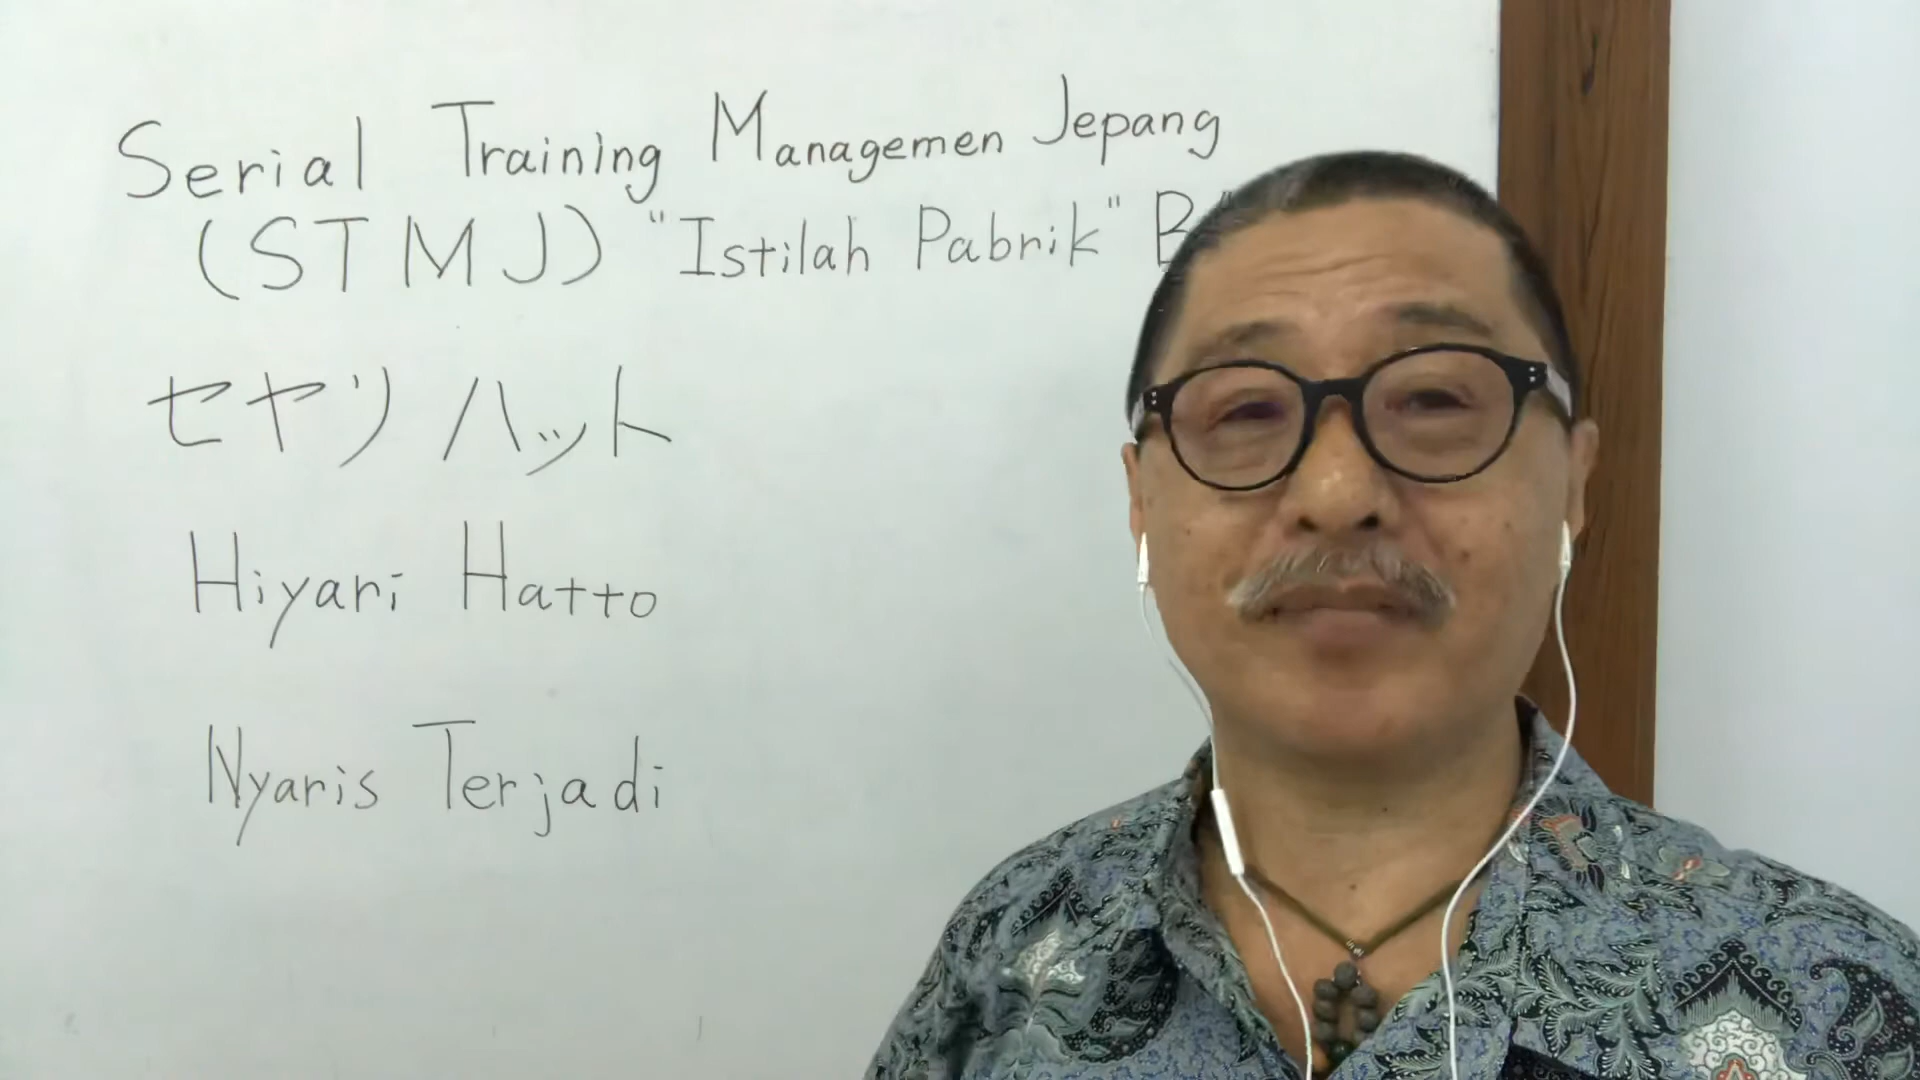 Serial Training Managemen Jepang
(STMJ) "Istilah Pabrik"
セヤリハット
Hiyari Hatto
Nyaris Terjadi